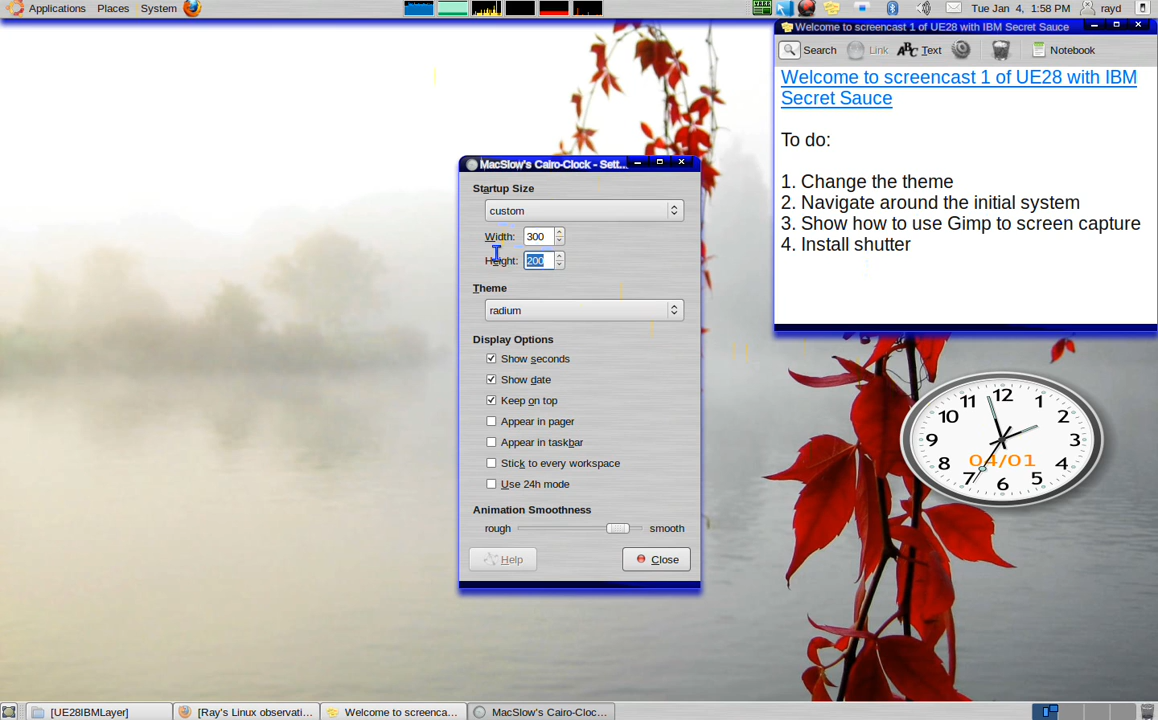 Applications Places System
Tue Jan 4, 1:58 PM rayd
Welcome to screencast 1 of UE28 with IBM Secret Sauce
Search Link ABC Text Notebook
Welcome to screencast 1 of UE28 with IBM
Secret Sauce
To do:
1. Change the theme
2. Navigate around the initial system
3. Show how to use Gimp to screen capture
4. Install shutter
MacSlow's Cairo-Clock - Sett...
Startup Size
custom
Width: 300
Height: 200
Theme
radium
Display Options
Show seconds
Show date
Keep on top
Appear in pager
Appear in taskbar
Stick to every workspace
Use 24h mode
Animation Smoothness
rough smooth
Help Close
12
11 1
10 2
9 3
8 04/01 4
7 5
6
[UE28IBMLayer] [Ray's Linux observati... Welcome to screenca... MacSlow's Cairo-Cloc...